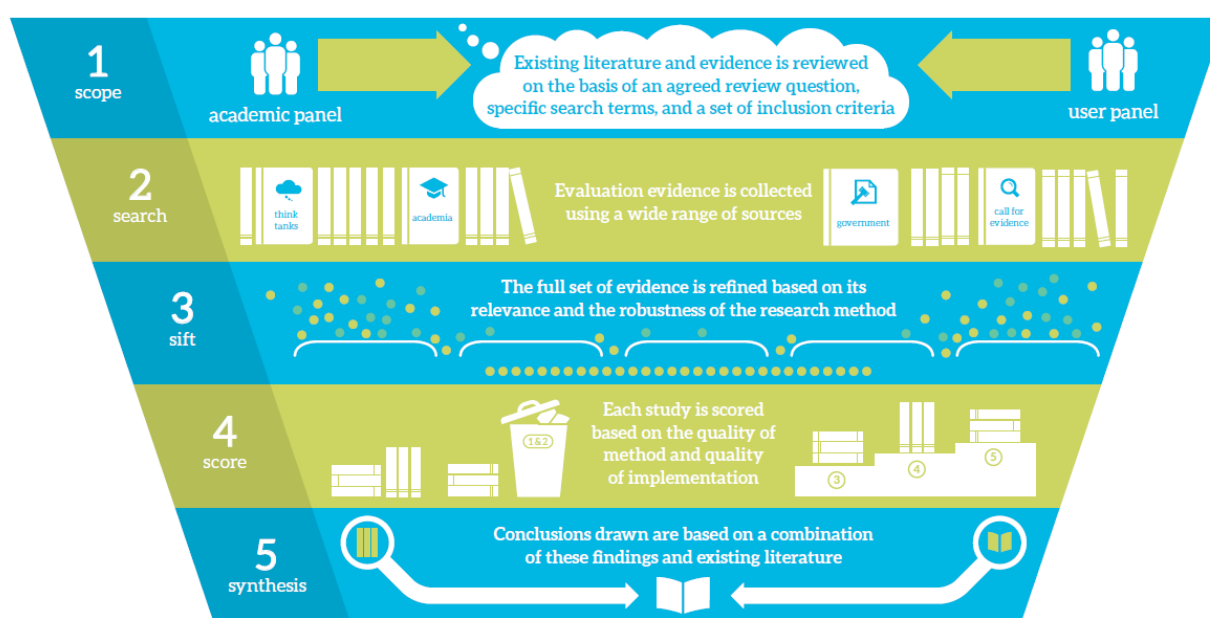 1
scope
academic panel
Existing literature and evidence is reviewed
on the basis of an agreed review question,
specific search terms, and a set of inclusion criteria
user panel
2
search
think
tanks
academia
Evaluation evidence is collected
using a wide range of sources
government
call for
evidence
3
sift
The full set of evidence is refined based on its
relevance and the robustness of the research method
4
score
1&2
Each study is scored
based on the quality of
method and quality
of implementation
3
4
5
5
synthesis
Conclusions drawn are based on a combination
of these findings and existing literature